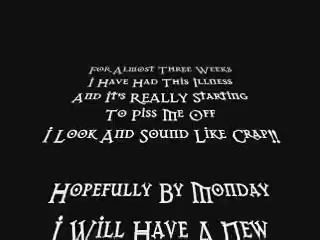 For Almost Three Weeks
I Have Had This Illness
And It's REALLY Starting
To Piss Me Off
I Look And Sound Like Crap!!
Hopefully By Monday
I Will Have A New